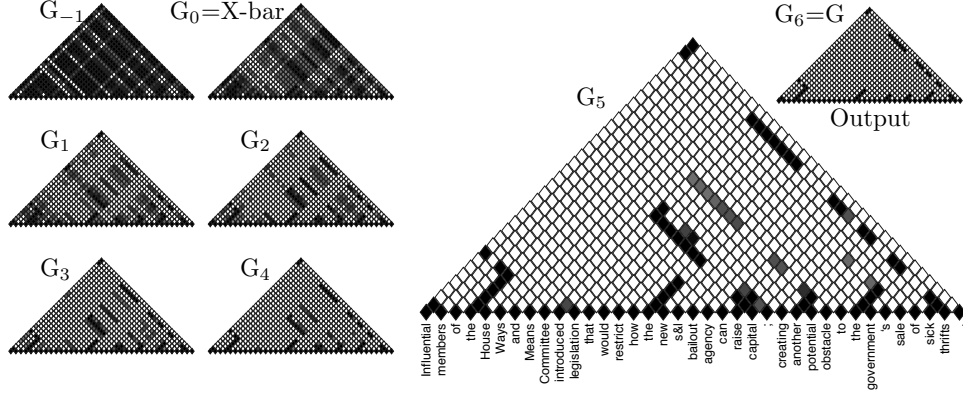 G₋₁
G₀=X-bar
G₁
G₂
G₃
G₄
G₅
G₆=G
Output
Influential
members
of
the
House
Ways
and
Means
Committee
introduced
legislation
that
would
restrict
how
the
new
s&l
bailout
agency
can
raise
capital
;
creating
another
potential
obstacle
to
the
government
's
sale
of
sick
thrifts
.